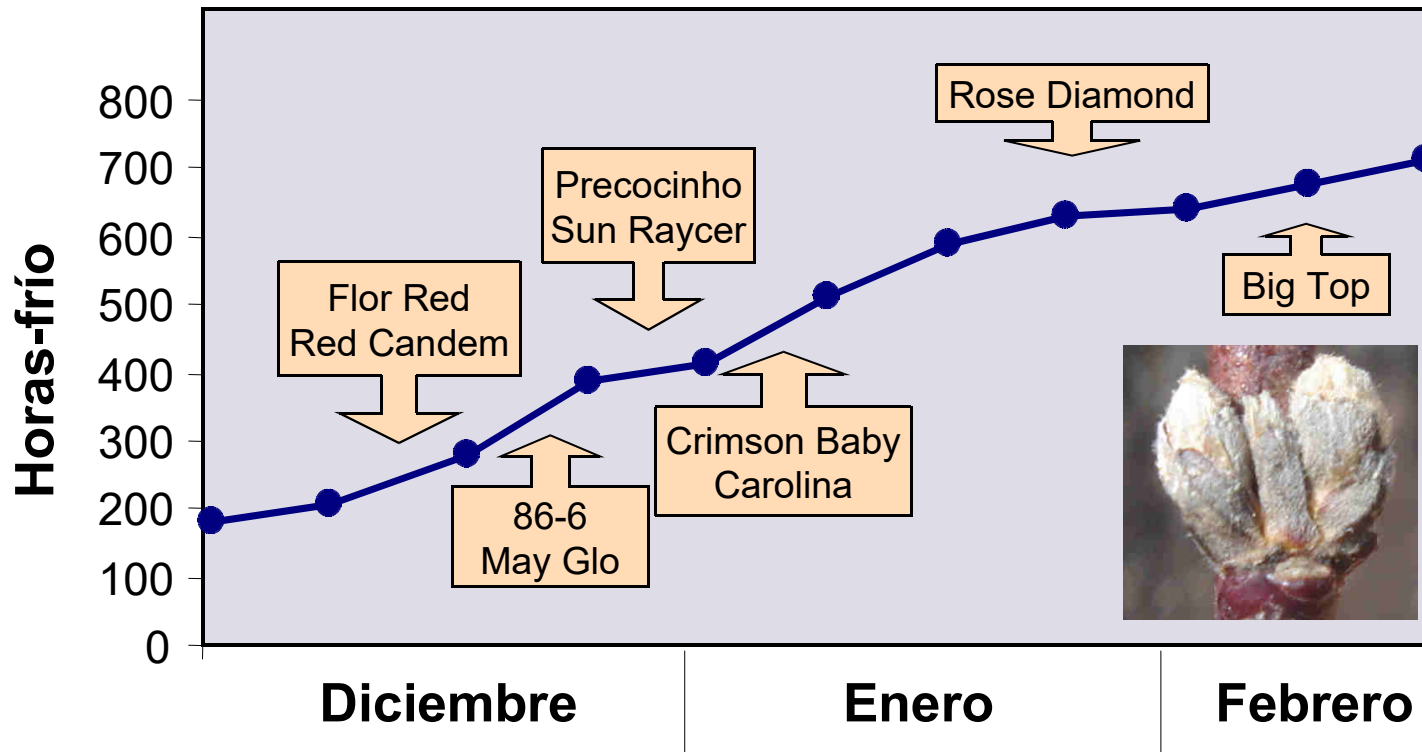 Horas-frío
800
700
600
500
400
300
200
100
0
Flor Red
Red Candem
86-6
May Glo
Precocinho
Sun Raycer
Crimson Baby
Carolina
Rose Diamond
Big Top
Diciembre
Enero
Febrero